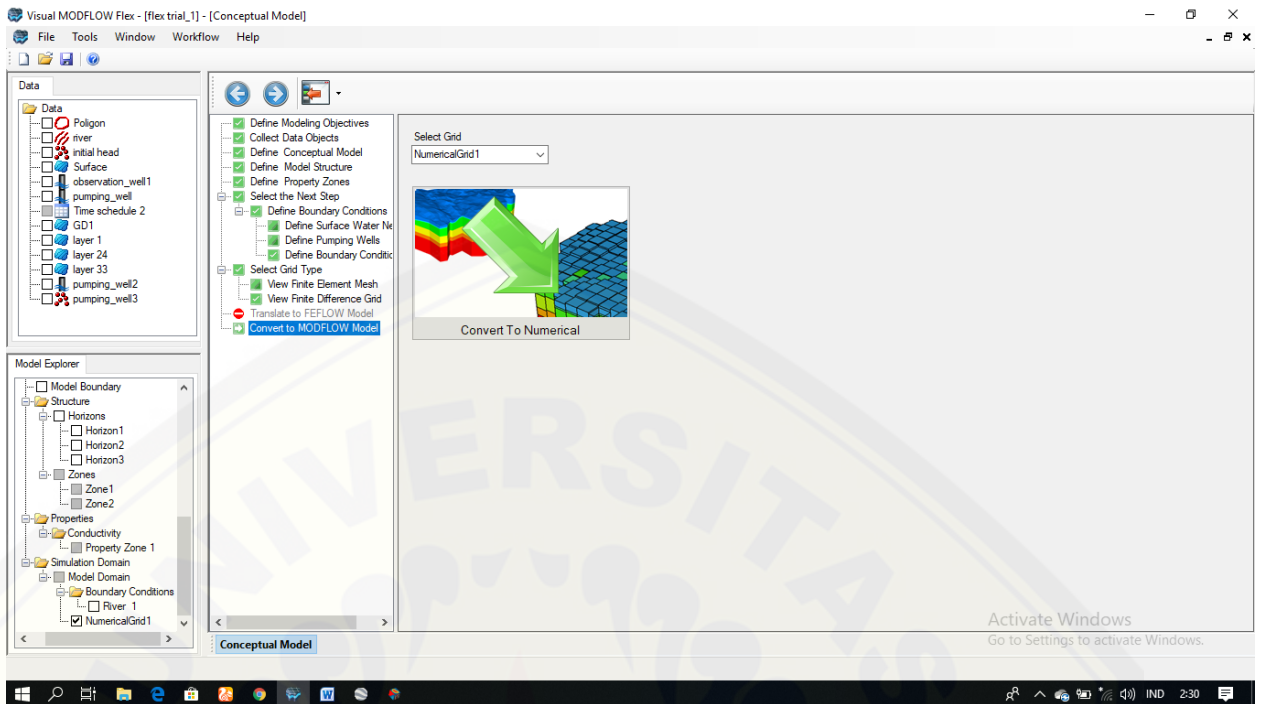 Visual MODFLOW Flex - [flex trial_1] - [Conceptual Model]
File Tools Window Workflow Help
Data
Data
Poligon
river
initial head
Surface
observation_well1
pumping_well
Time schedule 2
GD1
layer 1
layer 24
layer 33
pumping_well2
pumping_well3
Model Explorer
Model Boundary
Structure
Horizons
Horizon1
Horizon2
Horizon3
Zones
Zone1
Zone2
Properties
Conductivity
Property Zone 1
Simulation Domain
Model Domain
Boundary Conditions
River 1
NumericalGrid1
Define Modeling Objectives
Collect Data Objects
Define Conceptual Model
Define Model Structure
Define Property Zones
Select the Next Step
Define Boundary Conditions
Define Surface Water Ne
Define Pumping Wells
Define Boundary Conditic
Select Grid Type
View Finite Element Mesh
View Finite Difference Grid
Translate to FEFLOW Model
Convert to MODFLOW Model
Conceptual Model
Select Grid
NumericalGrid1
Convert To Numerical
UNIVERSITAS
Activate Windows
Go to Settings to activate Windows.
IND 2:30